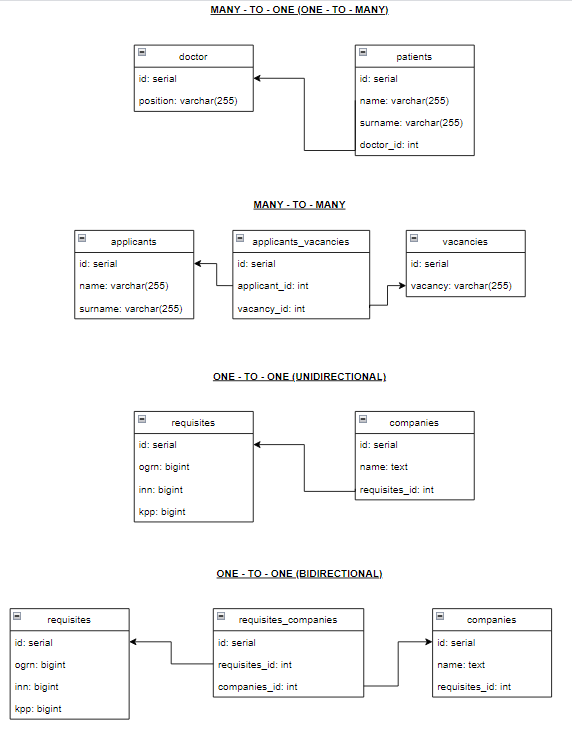 MANY - TO - ONE (ONE - TO - MANY)
doctor
id: serial
position: varchar(255)
patients
id: serial
name: varchar(255)
surname: varchar(255)
doctor_id: int
MANY - TO - MANY
applicants
id: serial
name: varchar(255)
surname: varchar(255)
applicants_vacancies
id: serial
applicant_id: int
vacancy_id: int
vacancies
id: serial
vacancy: varchar(255)
ONE - TO - ONE (UNIDIRECTIONAL)
requisites
id: serial
ogrn: bigint
inn: bigint
kpp: bigint
companies
id: serial
name: text
requisites_id: int
ONE - TO - ONE (BIDIRECTIONAL)
requisites
id: serial
ogrn: bigint
inn: bigint
kpp: bigint
requisites_companies
id: serial
requisites_id: int
companies_id: int
companies
id: serial
name: text
requisites_id: int